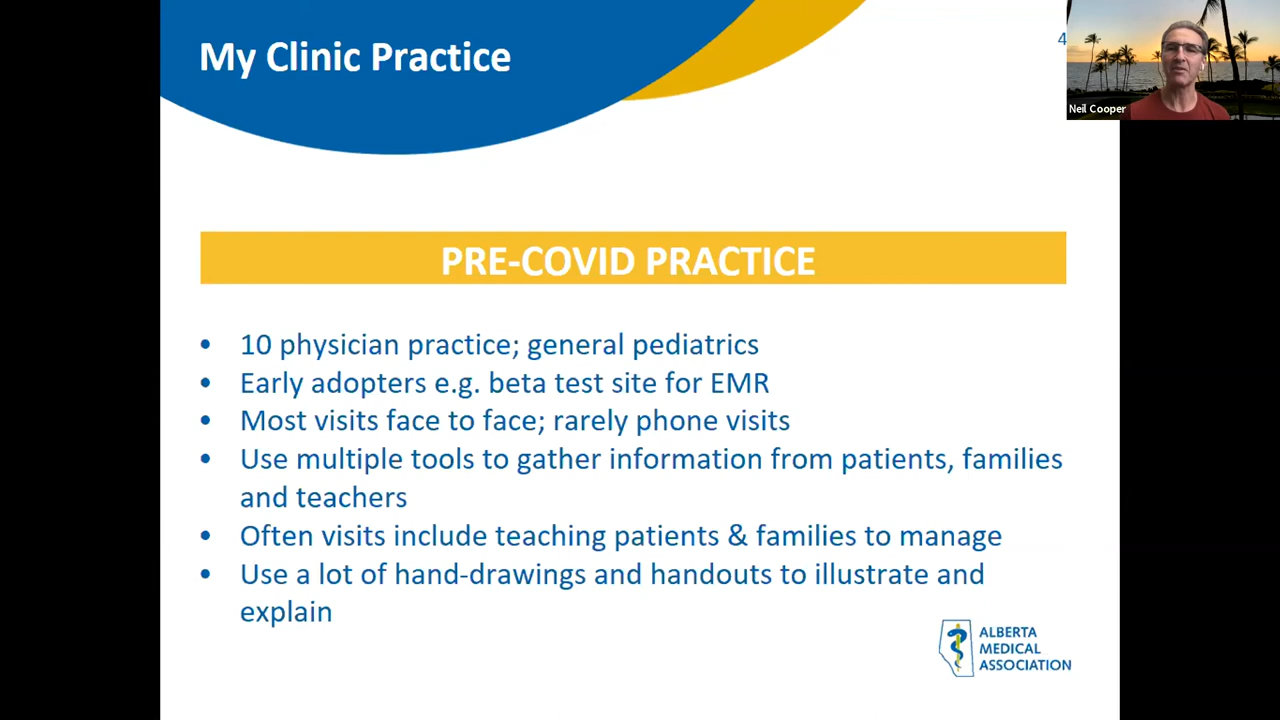 My Clinic Practice
4
Neil Cooper
PRE-COVID PRACTICE
• 10 physician practice; general pediatrics
• Early adopters e.g. beta test site for EMR
• Most visits face to face; rarely phone visits
• Use multiple tools to gather information from patients, families
and teachers
• Often visits include teaching patients & families to manage
• Use a lot of hand-drawings and handouts to illustrate and
explain
ALBERTA
MEDICAL
ASSOCIATION